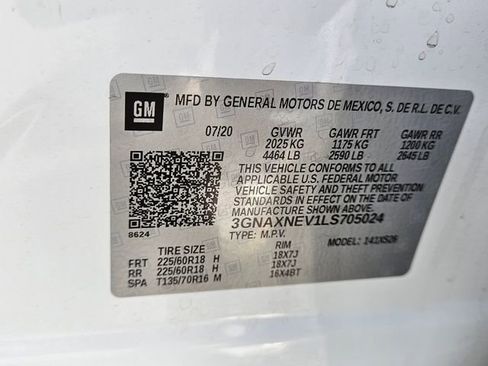 GM
MFD BY GENERAL MOTORS DE MEXICO, S. DE R.L. DE C.V.
07/20 GVWR GAWR FRT GAWR RR
2025 KG 1175 KG 1200 KG
4464 LB 2590 LB 2645 LB
THIS VEHICLE CONFORMS TO ALL
APPLICABLE U.S. FEDERAL MOTOR
VEHICLE SAFETY AND THEFT PREVENTION
STANDARDS IN EFFECT ON THE DATE OF
MANUFACTURE SHOWN ABOVE.
3GNAXNEV1LS705024
8624 TYPE: M.P.V. MODEL: 141XS26
TIRE SIZE RIM
FRT 225/60R18 H 18X7J
RR 225/60R18 H 18X7J
SPA T135/70R16 M 16X4BT